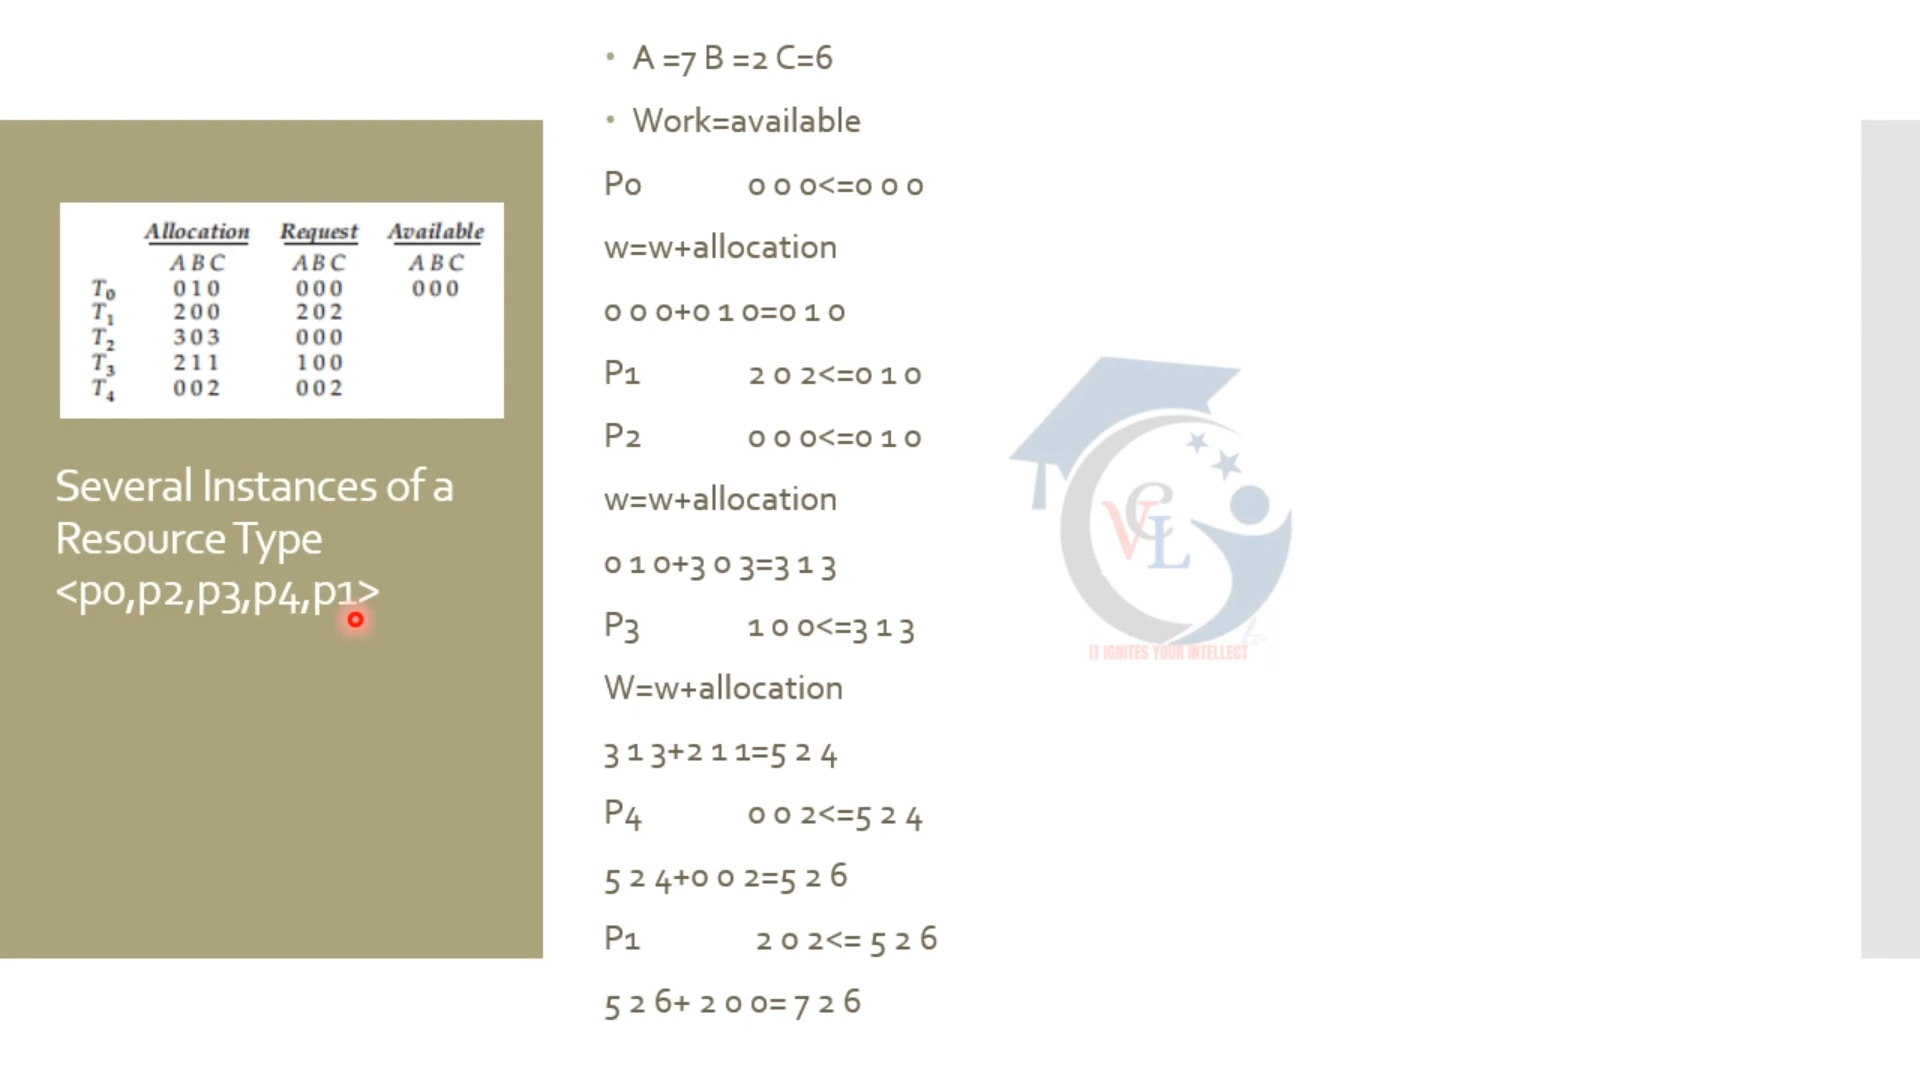 Allocation Request Available
A B C A B C A B C
T0 0 1 0 0 0 0 0 0 0
T1 2 0 0 2 0 2
T2 3 0 3 0 0 0
T3 2 1 1 1 0 0
T4 0 0 2 0 0 2
Several Instances of a
Resource Type
<p0,p2,p3,p4,p1>
• A =7 B =2 C=6
• Work=available
P0 0 0 0<=0 0 0
w=w+allocation
0 0 0+0 1 0=0 1 0
P1 2 0 2<=0 1 0
P2 0 0 0<=0 1 0
w=w+allocation
0 1 0+3 0 3=3 1 3
P3 1 0 0<=3 1 3
W=w+allocation
3 1 3+2 1 1=5 2 4
P4 0 0 2<=5 2 4
5 2 4+0 0 2=5 2 6
P1 2 0 2<= 5 2 6
5 2 6+ 2 0 0= 7 2 6
VeL
IT IGNITES YOUR INTELLECT